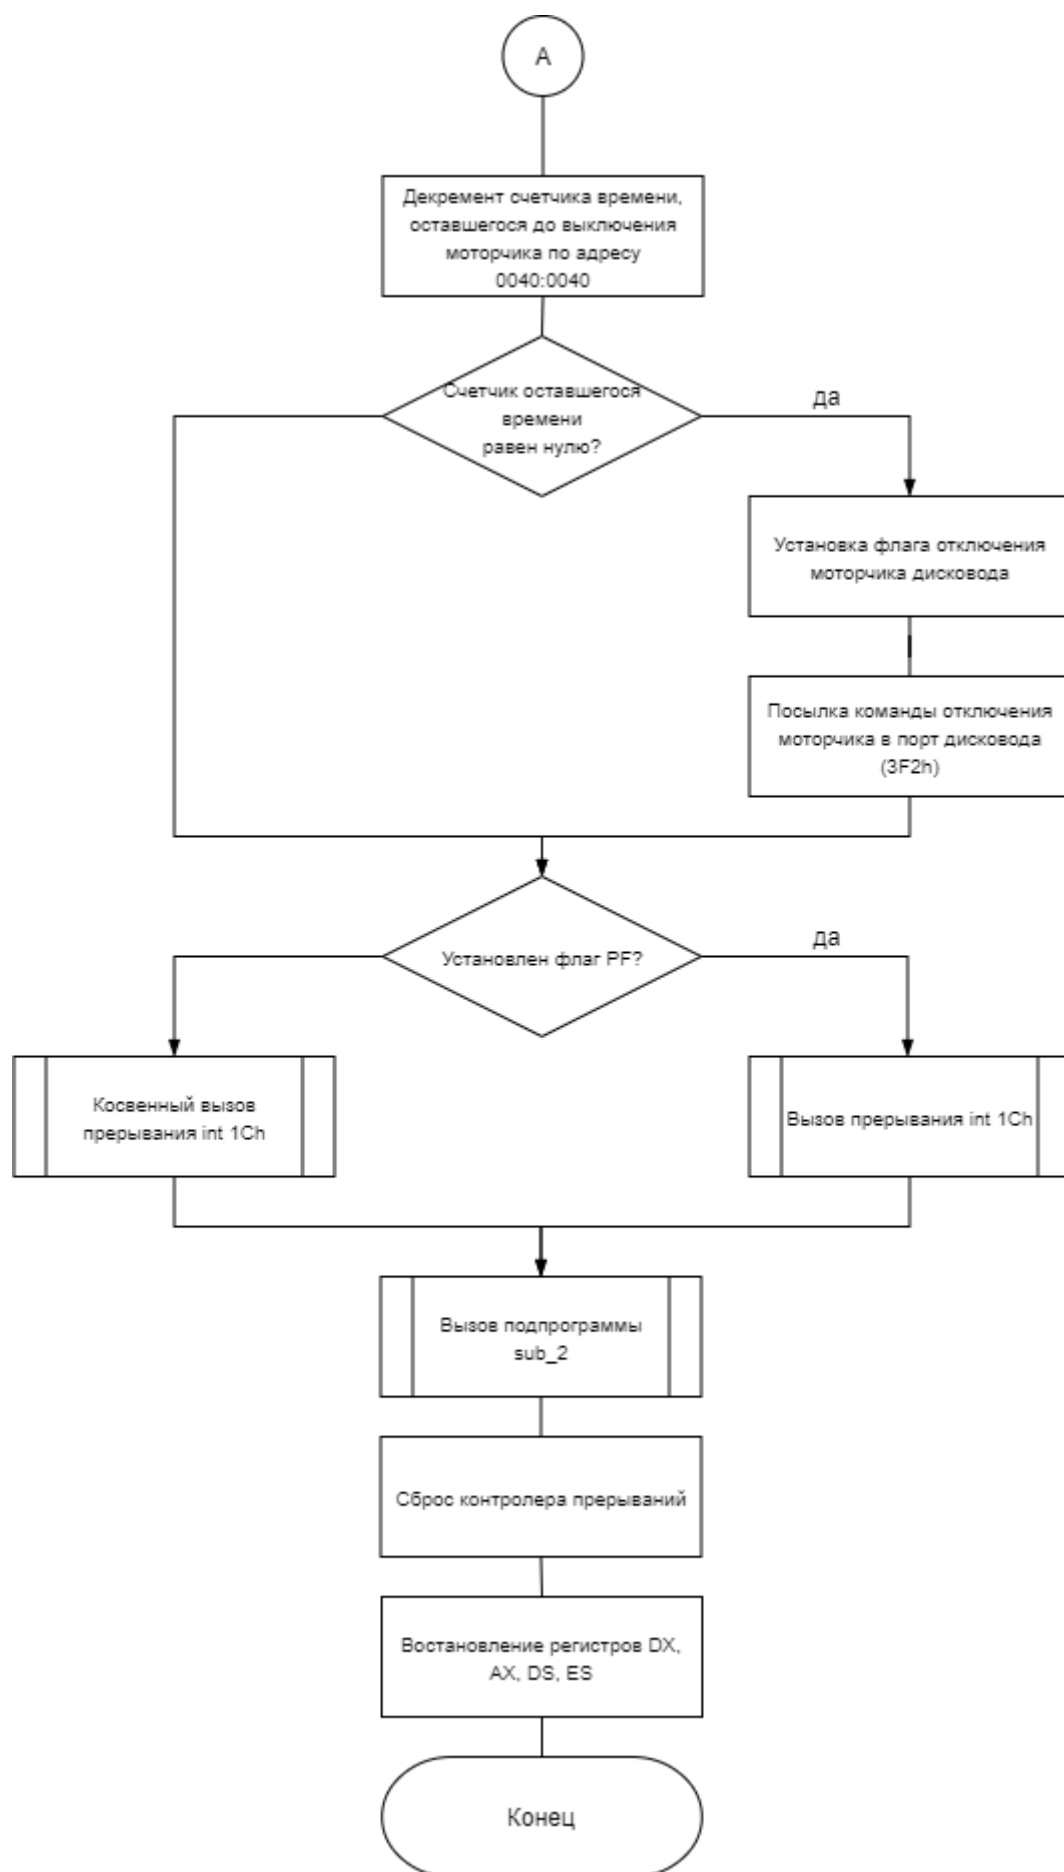 А
Декремент счетчика времени,
оставшегося до выключения
моторчика по адресу
0040:0040
Счетчик оставшегося
времени
равен нулю?
да
Установка флага отключения
моторчика дисковода
Посылка команды отключения
моторчика в порт дисковода
(3F2h)
Установлен флаг PF?
да
Косвенный вызов
прерывания int 1Ch
Вызов прерывания int 1Ch
Вызов подпрограммы
sub_2
Сброс контролера прерываний
Востановление регистров DX,
AX, DS, ES
Конец